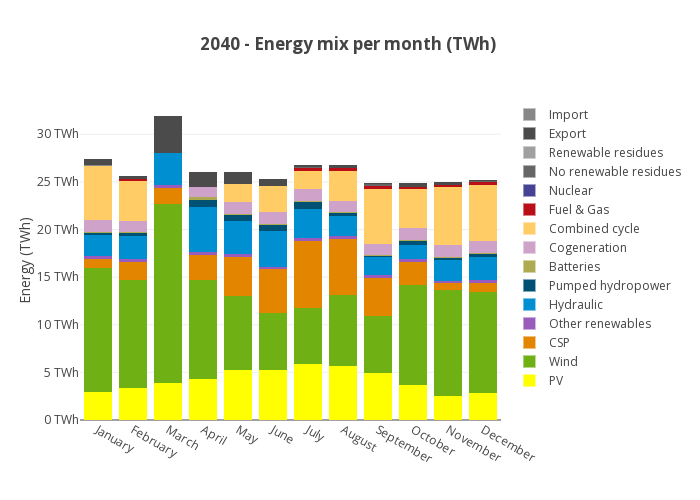 2040 - Energy mix per month (TWh)
Energy (TWh)
30 TWh
25 TWh
20 TWh
15 TWh
10 TWh
5 TWh
0 TWh
January
February
March
April
May
June
July
August
September
October
November
December
Import
Export
Renewable residues
No renewable residues
Nuclear
Fuel & Gas
Combined cycle
Cogeneration
Batteries
Pumped hydropower
Hydraulic
Other renewables
CSP
Wind
PV